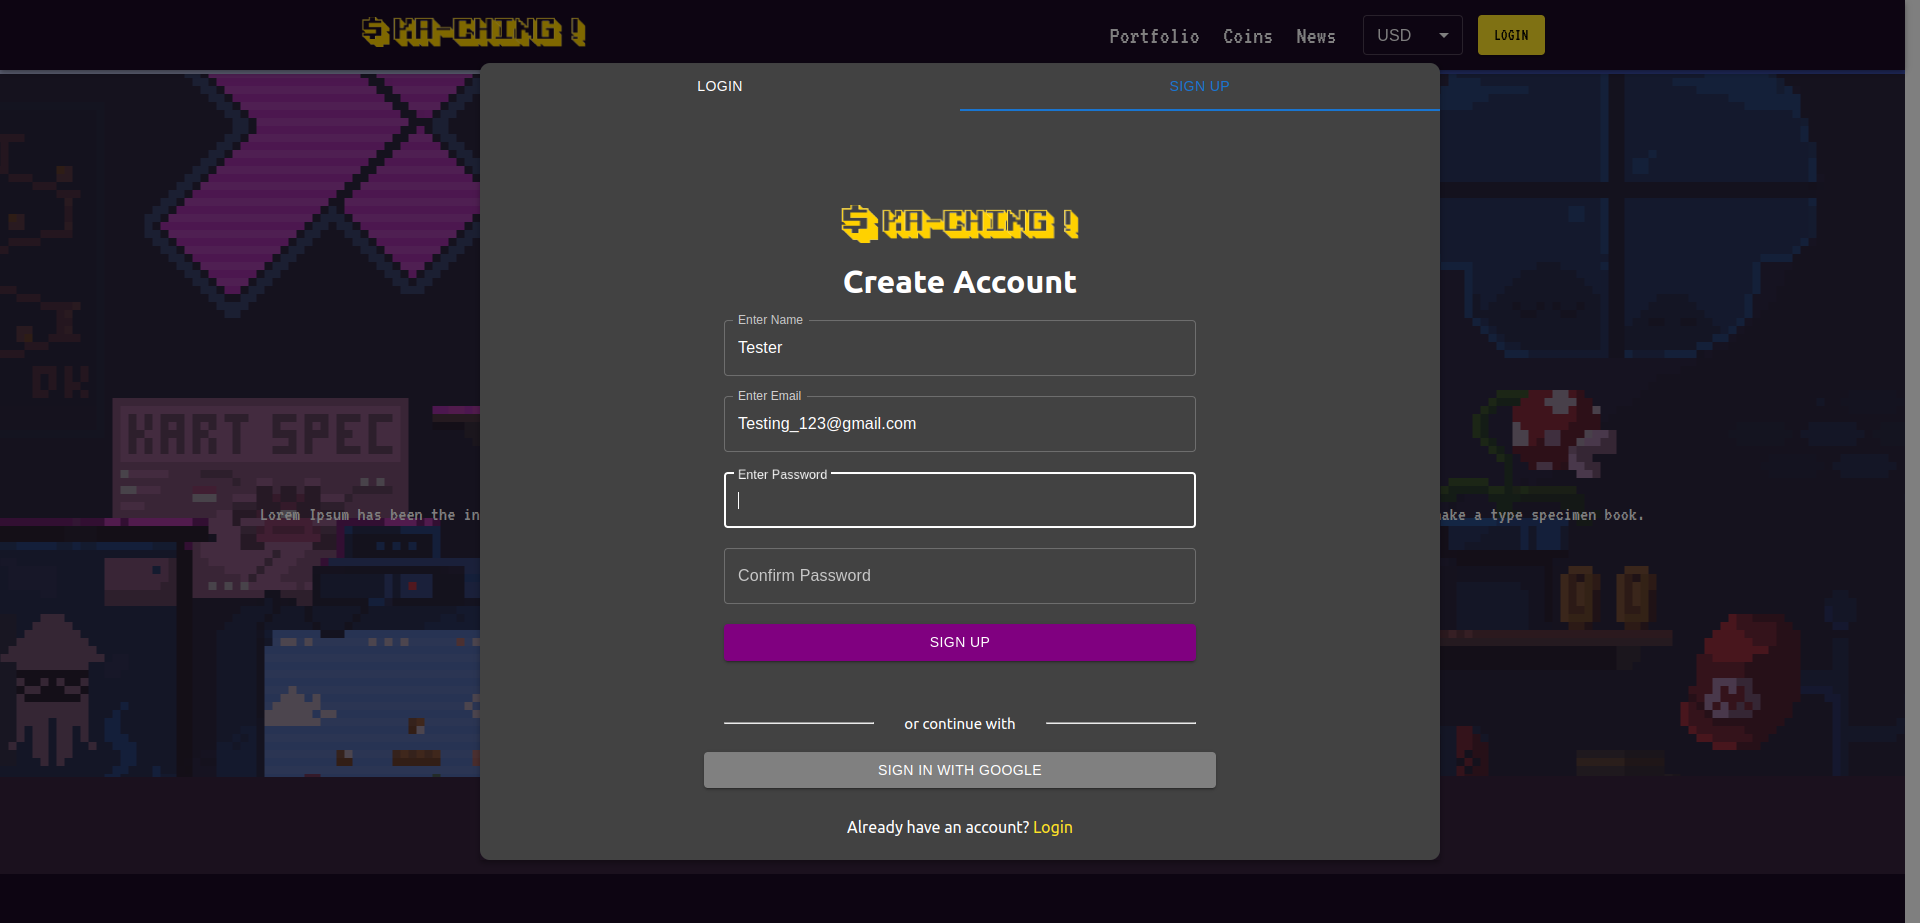 $ KA-CHING !
Portfolio Coins News USD LOGIN
LOGIN SIGN UP
$ KA-CHING !
Create Account
Enter Name
Tester
Enter Email
Testing_123@gmail.com
Enter Password
Confirm Password
SIGN UP
or continue with
SIGN IN WITH GOOGLE
Already have an account? Login
DK
KART SPEC
Lorem Ipsum has been the in
ake a type specimen book.